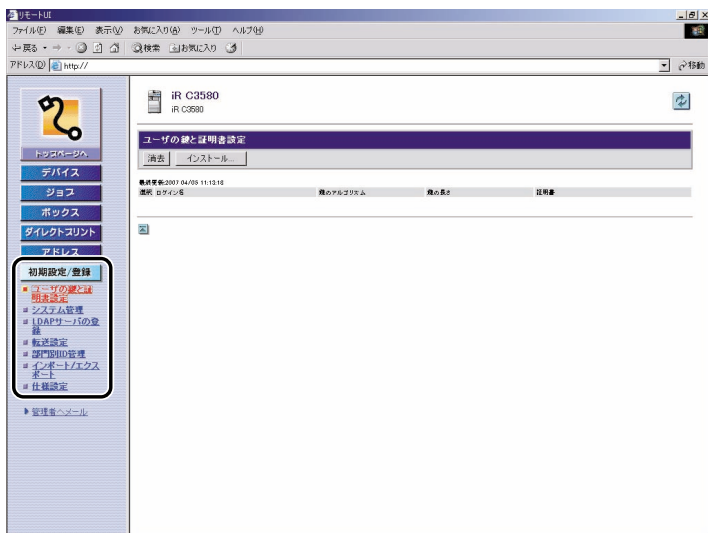 リモートUI
ファイル(F) 編集(E) 表示(V) お気に入り(A) ツール(T) ヘルプ(H)
戻る 検索 お気に入り
アドレス(D) http:// 移動
iR C3580
iR C3580
トップページへ
ユーザの鍵と証明書設定
消去 インストール...
デバイス
最終更新:2007 04/09 11:13:18
選択 ログイン名 鍵のアルゴリズム 鍵の長さ 証明書
ジョブ
ボックス
ダイレクトプリント
アドレス
初期設定/登録
ユーザの鍵と証
明書設定
システム管理
LDAPサーバの登
録
転送設定
部門別ID管理
インポート/エクス
ポート
仕様設定
管理者へメール